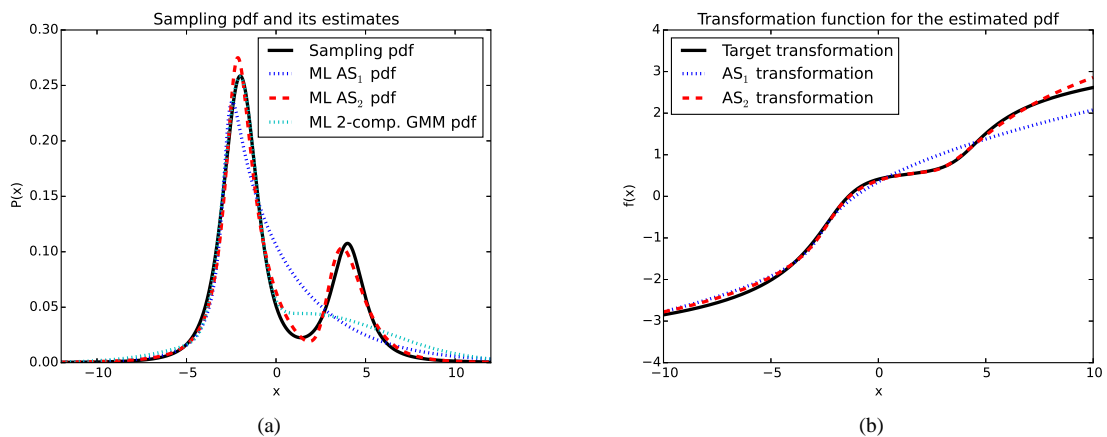 Sampling pdf and its estimates
0.30
0.25
0.20
0.15
0.10
0.05
0.00
P(x)
Sampling pdf
ML AS₁ pdf
ML AS₂ pdf
ML 2-comp. GMM pdf
−10
−5
0
5
10
x
(a)
Transformation function for the estimated pdf
4
3
2
1
0
−1
−2
−3
−4
f(x)
Target transformation
AS₁ transformation
AS₂ transformation
−10
−5
0
5
10
x
(b)